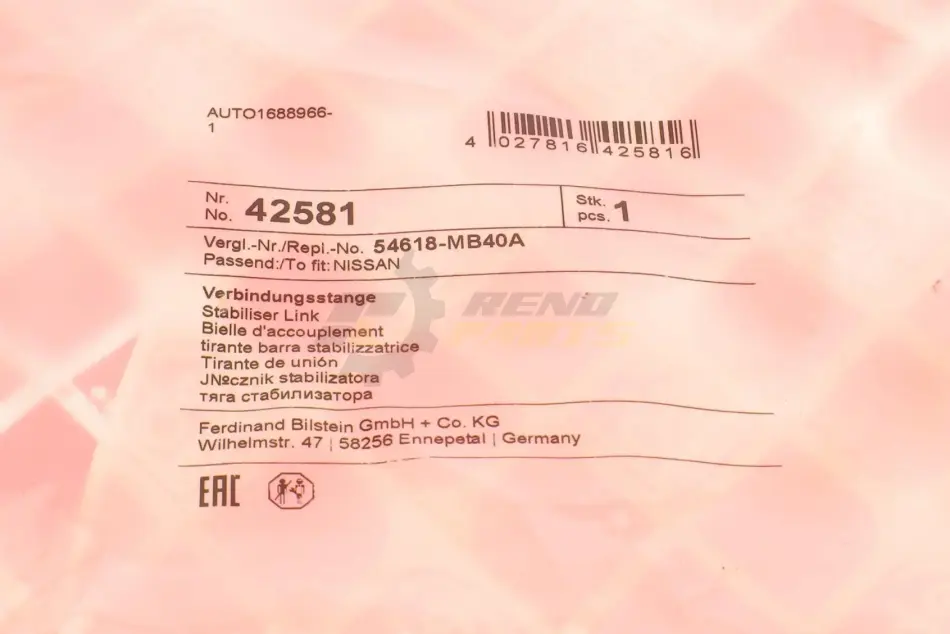 AUTO1688966-
1
4 027816 425816
Nr.
No. 42581
Stk.
pcs. 1
Vergl.-Nr./Repl.-No. 54618-MB40A
Passend:/To fit: NISSAN
Verbindungsstange
Stabiliser Link
Bielle d'accouplement
tirante barra stabilizzatrice
Tirante de unión
JNºcznik stabilizatora
тяга стабилизатора
RENO
PARTS
Ferdinand Bilstein GmbH + Co. KG
Wilhelmstr. 47 | 58256 Ennepetal | Germany
EAC